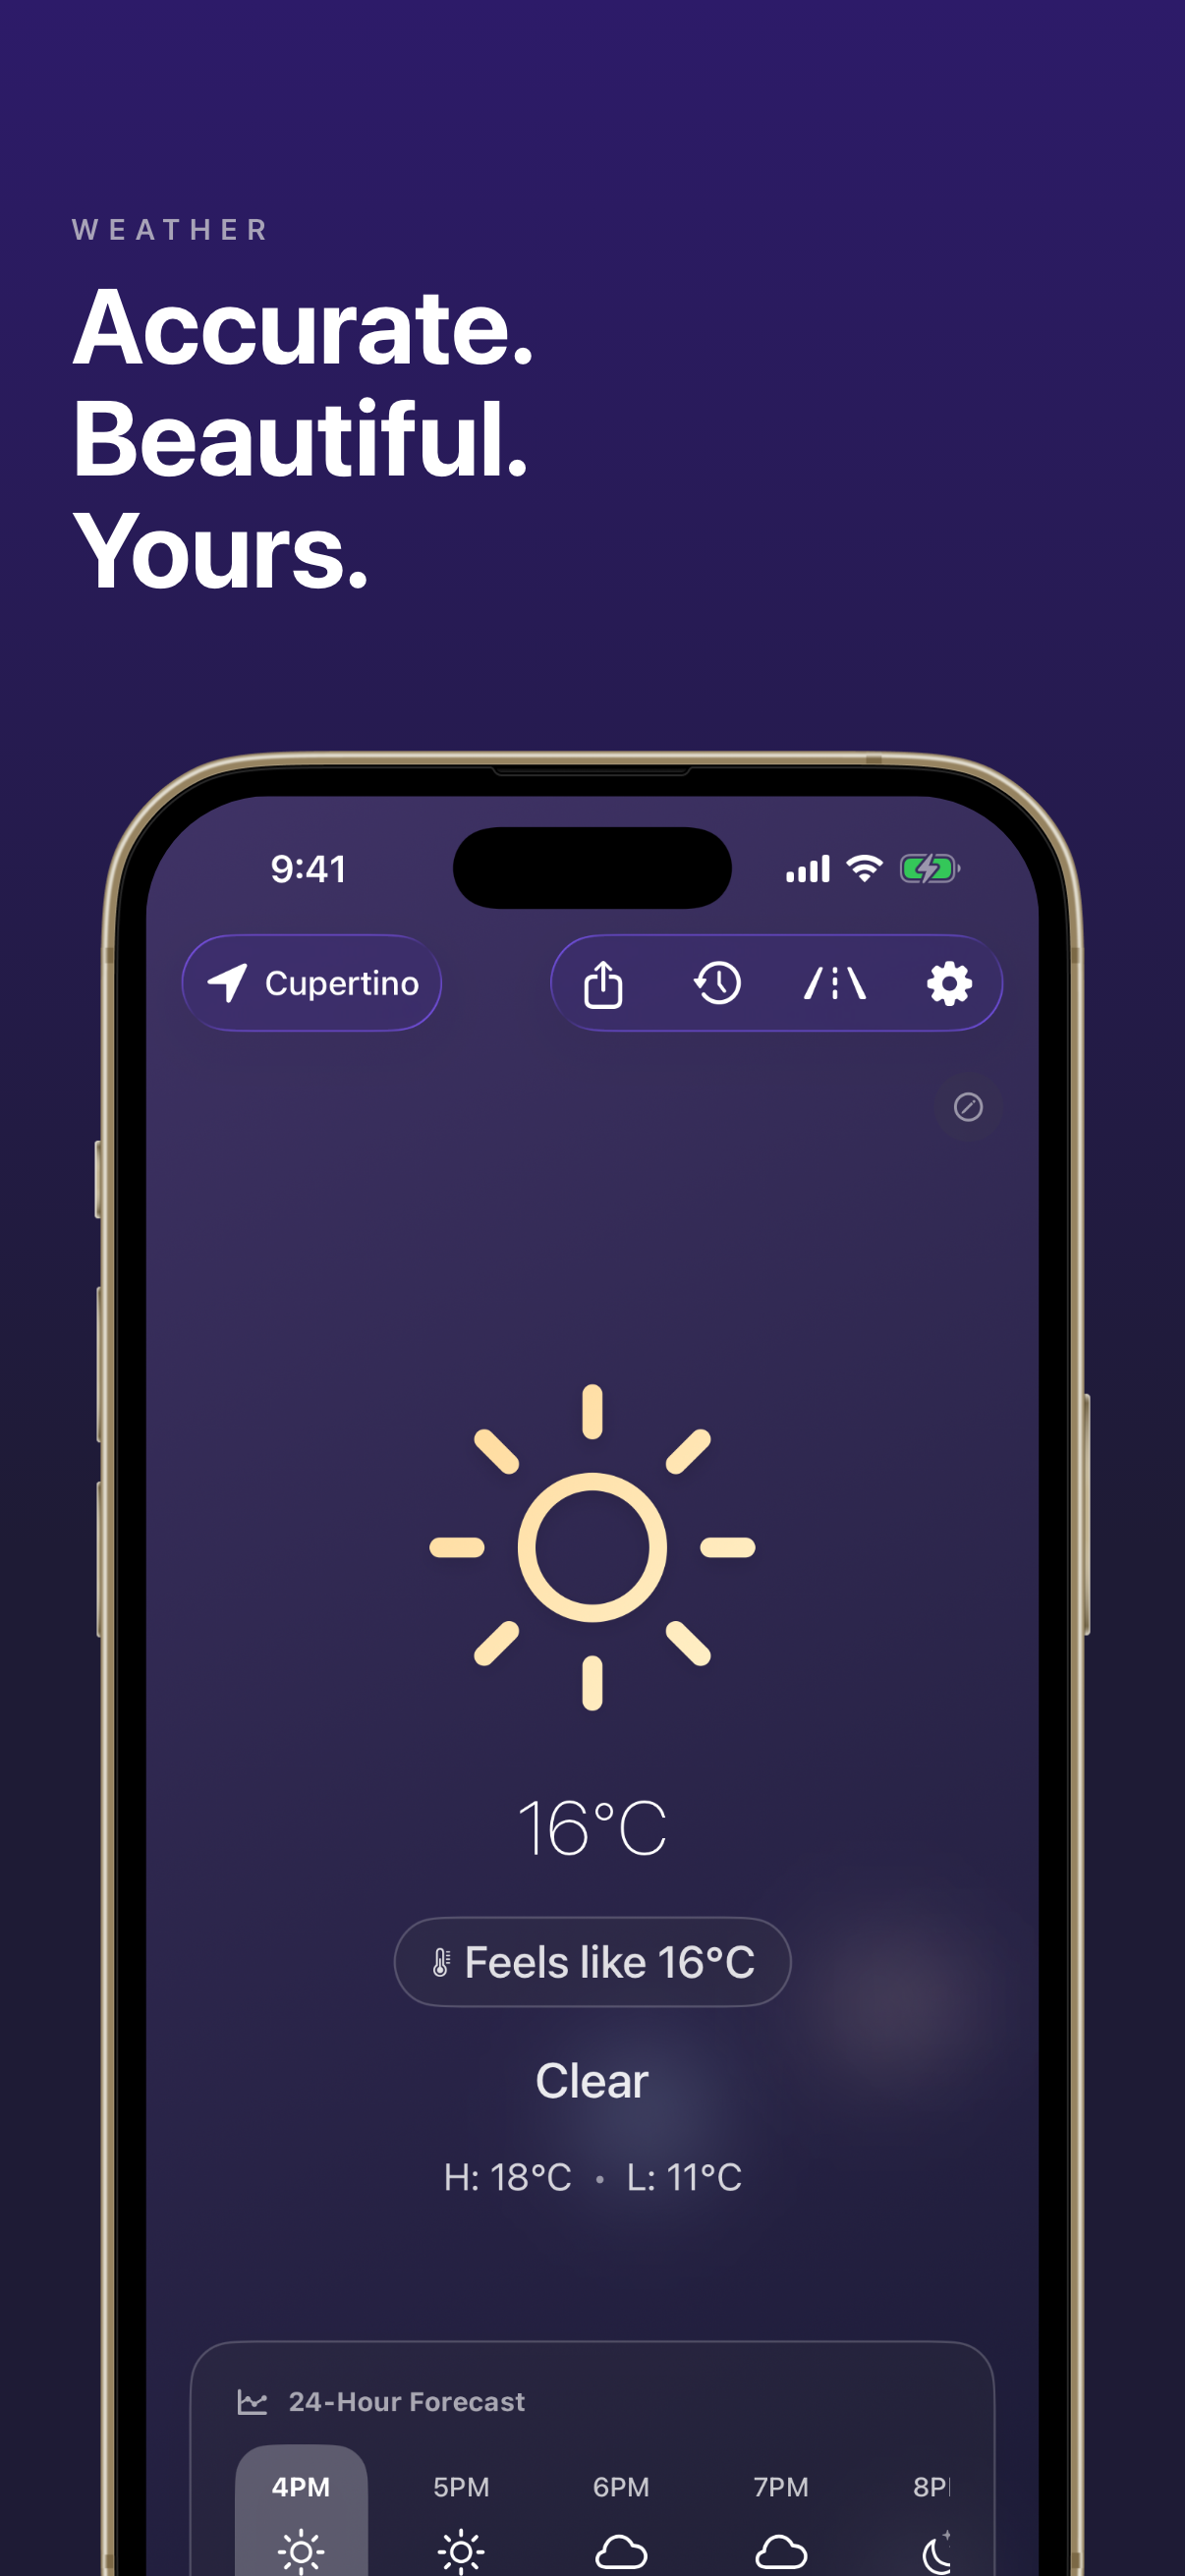 WEATHER
Accurate.
Beautiful.
Yours.
9:41
Cupertino
16°C
Feels like 16°C
Clear
H: 18°C • L: 11°C
24-Hour Forecast
4PM 5PM 6PM 7PM